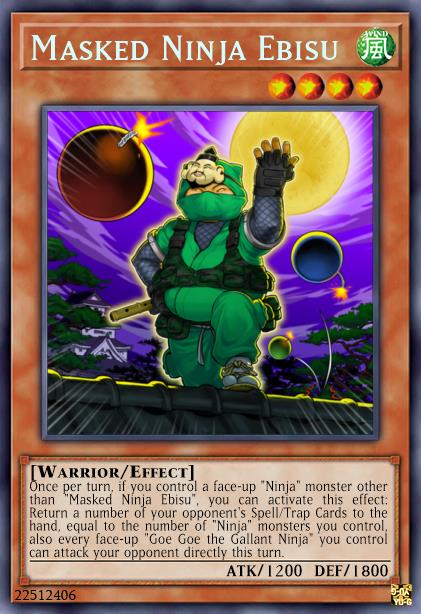 MASKED NINJA EBISU
WIND
風
[WARRIOR/EFFECT]
Once per turn, if you control a face-up "Ninja" monster other
than "Masked Ninja Ebisu", you can activate this effect:
Return a number of your opponent's Spell/Trap Cards to the
hand, equal to the number of "Ninja" monsters you control,
also every face-up "Goe Goe the Gallant Ninja" you control
can attack your opponent directly this turn.
ATK/1200 DEF/1800
22512406